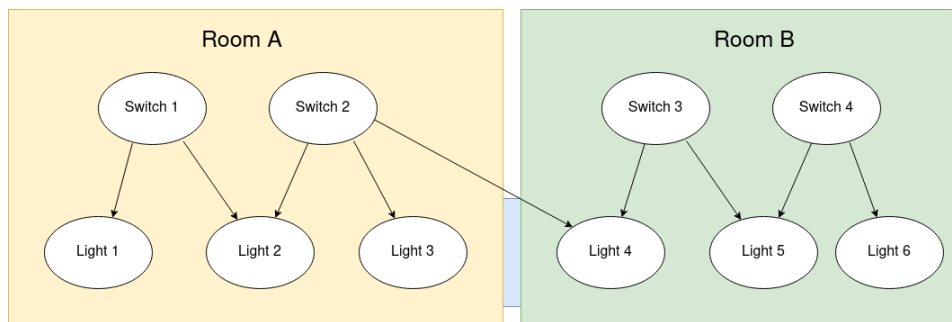 Room A
Room B
Switch 1
Switch 2
Switch 3
Switch 4
Light 1
Light 2
Light 3
Light 4
Light 5
Light 6